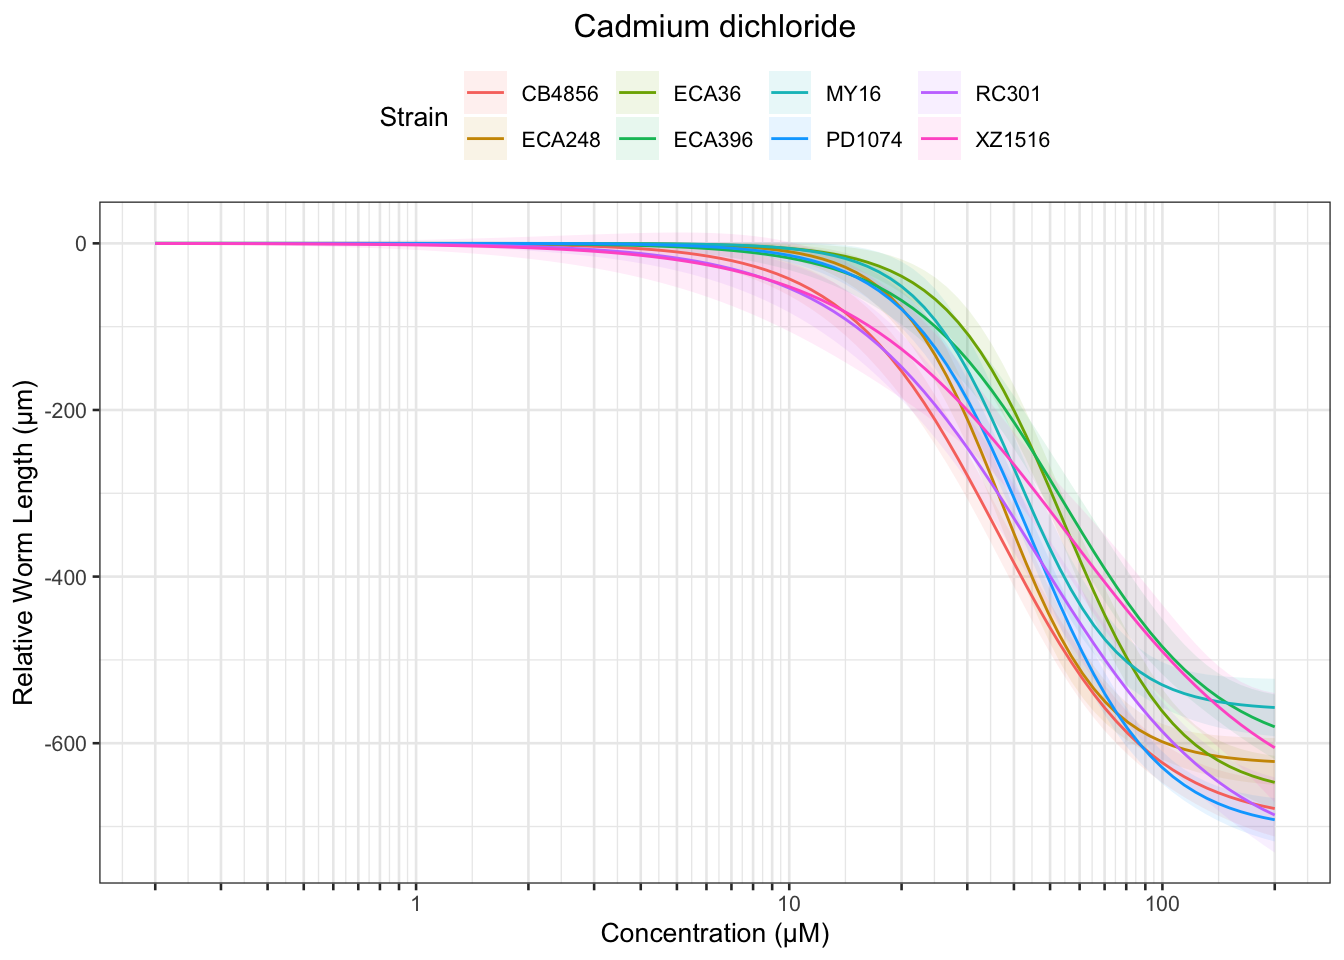 Cadmium dichloride
CB4856 ECA36 MY16 RC301
Strain
ECA248 ECA396 PD1074 XZ1516
0
-200
-400
-600
Relative Worm Length (µm)
1 10 100
Concentration (µM)